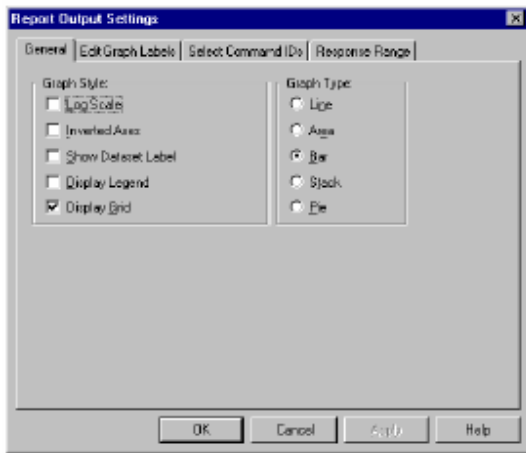 Report Output Settings
General Edit Graph Labels Select Command IDs Response Range
Graph Style:
Log Scale
Inverted Axes
Show Dataset Label
Display Legend
Display Grid
Graph Type:
Line
Area
Bar
Stack
Pie
OK Cancel Apply Help